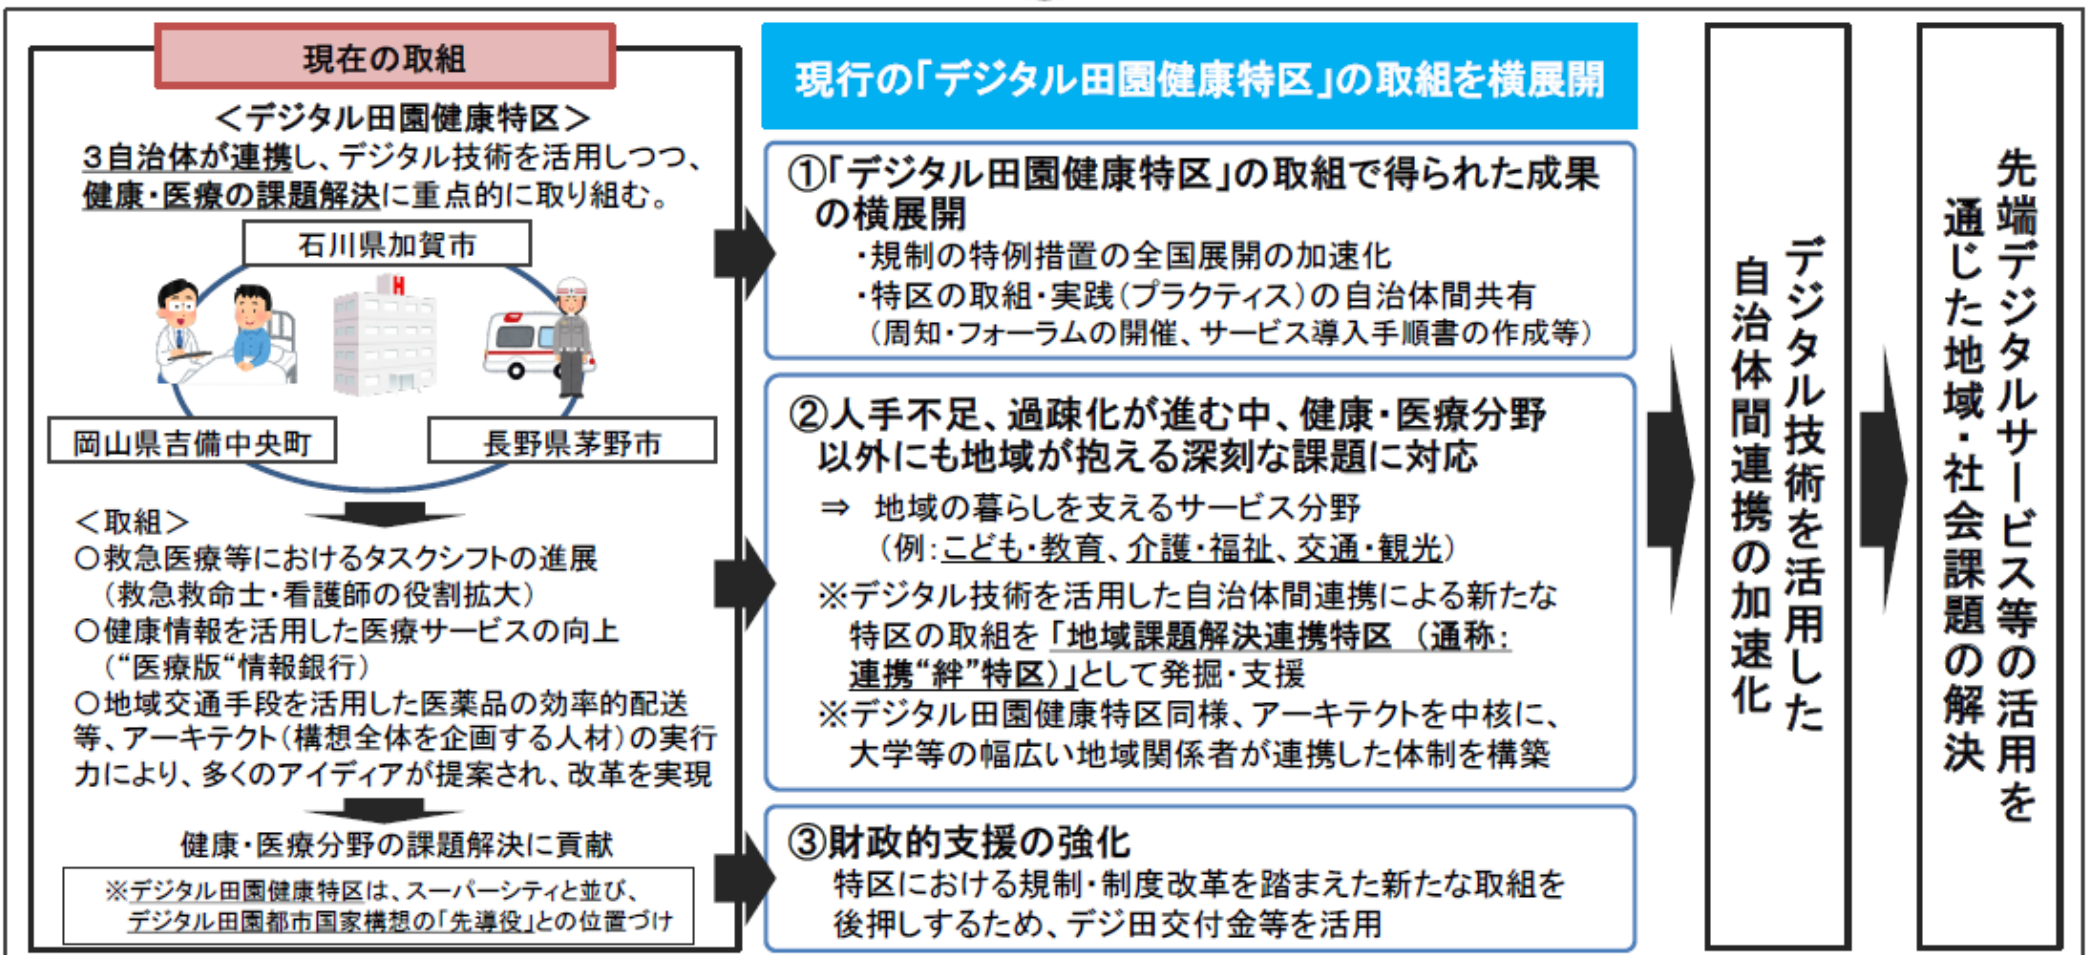 現在の取組
＜デジタル田園健康特区＞
３自治体が連携し、デジタル技術を活用しつつ、
健康・医療の課題解決に重点的に取り組む。
石川県加賀市
H
岡山県吉備中央町
長野県茅野市
＜取組＞
○救急医療等におけるタスクシフトの進展
（救急救命士・看護師の役割拡大）
○健康情報を活用した医療サービスの向上
（“医療版“情報銀行）
○地域交通手段を活用した医薬品の効率的配送
等、アーキテクト（構想全体を企画する人材）の実行
力により、多くのアイディアが提案され、改革を実現
健康・医療分野の課題解決に貢献
※デジタル田園健康特区は、スーパーシティと並び、
デジタル田園都市国家構想の「先導役」との位置づけ
現行の「デジタル田園健康特区」の取組を横展開
①「デジタル田園健康特区」の取組で得られた成果
の横展開
・規制の特例措置の全国展開の加速化
・特区の取組・実践（プラクティス）の自治体間共有
（周知・フォーラムの開催、サービス導入手順書の作成等）
②人手不足、過疎化が進む中、健康・医療分野
以外にも地域が抱える深刻な課題に対応
⇒ 地域の暮らしを支えるサービス分野
（例：こども・教育、介護・福祉、交通・観光）
※デジタル技術を活用した自治体間連携による新たな
特区の取組を「地域課題解決連携特区 （通称：
連携“絆”特区）」として発掘・支援
※デジタル田園健康特区同様、アーキテクトを中核に、
大学等の幅広い地域関係者が連携した体制を構築
③財政的支援の強化
特区における規制・制度改革を踏まえた新たな取組を
後押しするため、デジ田交付金等を活用
デジタル技術を活用した
自治体間連携の加速化
先端デジタルサービス等の活用を
通じた地域・社会課題の解決